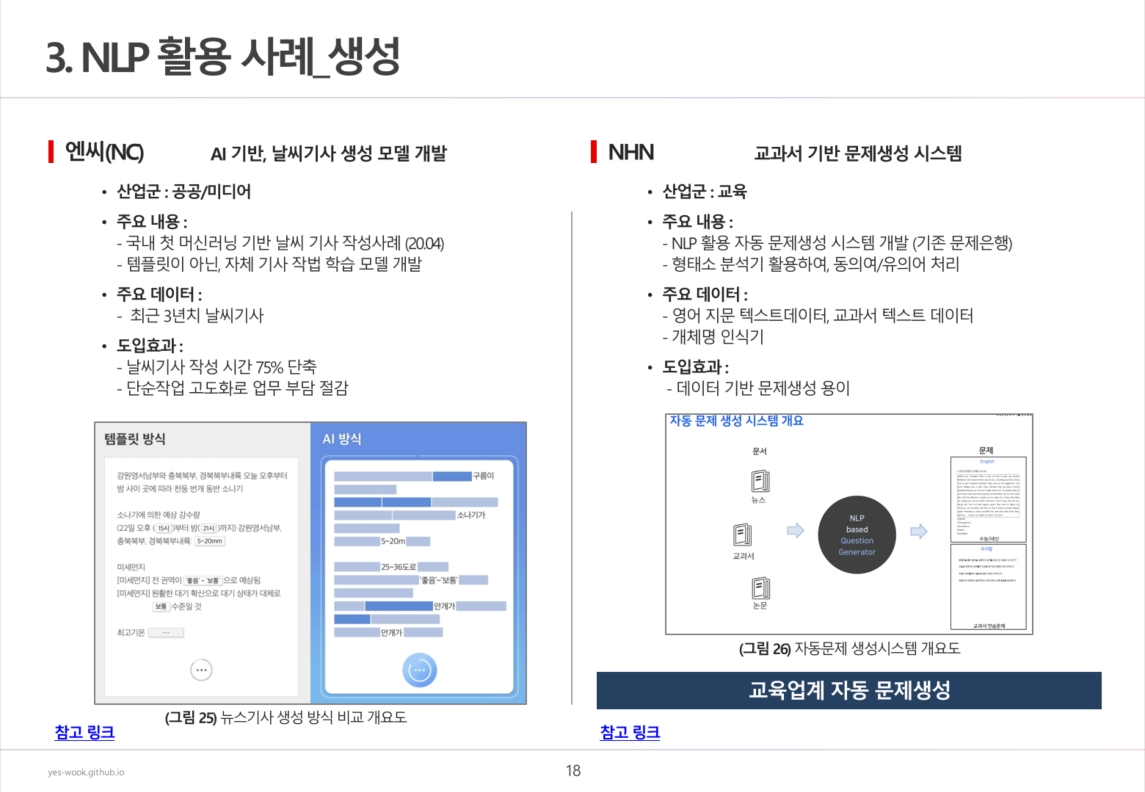 3. NLP 활용 사례_생성
엔씨(NC)
AI 기반, 날씨기사 생성 모델 개발
• 산업군 : 공공/미디어
• 주요 내용 :
- 국내 첫 머신러닝 기반 날씨 기사 작성사례 (20.04)
- 템플릿이 아닌, 자체 기사 작법 학습 모델 개발
• 주요 데이터 :
- 최근 3년치 날씨기사
• 도입효과 :
- 날씨기사 작성 시간 75% 단축
- 단순작업 고도화로 업무 부담 절감
템플릿 방식
강원영서남부와 충북북부, 경북북부내륙 오늘 오후부터
밤 사이 곳에 따라 천둥 번개 동반 소나기
소나기에 의한 예상 강수량
(22일 오후 ( 15시 )부터 밤( 21시 )까지) 강원영서남부,
충북북부, 경북북부내륙: 5~20mm
미세먼지
[미세먼지] 전 권역이 '좋음'~'보통' 으로 예상됨.
[미세먼지] 원활한 대기 확산으로 대기 상태가 대체로
보통 수준일 것
최고기온 ...
AI 방식
구름이
소나기가
5~20m
25~36도로
'좋음'~'보통'
안개가
안개가
(그림 25) 뉴스기사 생성 방식 비교 개요도
참고 링크
NHN
교과서 기반 문제생성 시스템
• 산업군 : 교육
• 주요 내용 :
- NLP 활용 자동 문제생성 시스템 개발 (기존 문제은행)
- 형태소 분석기 활용하여, 동의여/유의어 처리
• 주요 데이터 :
- 영어 지문 텍스트데이터, 교과서 텍스트 데이터
- 개체명 인식기
• 도입효과 :
- 데이터 기반 문제생성 용이
자동 문제 생성 시스템 개요
문서
뉴스
교과서
논문
NLP
based
Question
Generator
문제
English
수능/내신
교과서 연습문제
(그림 26) 자동문제 생성시스템 개요도
교육업계 자동 문제생성
참고 링크
yes-wook.github.io
18